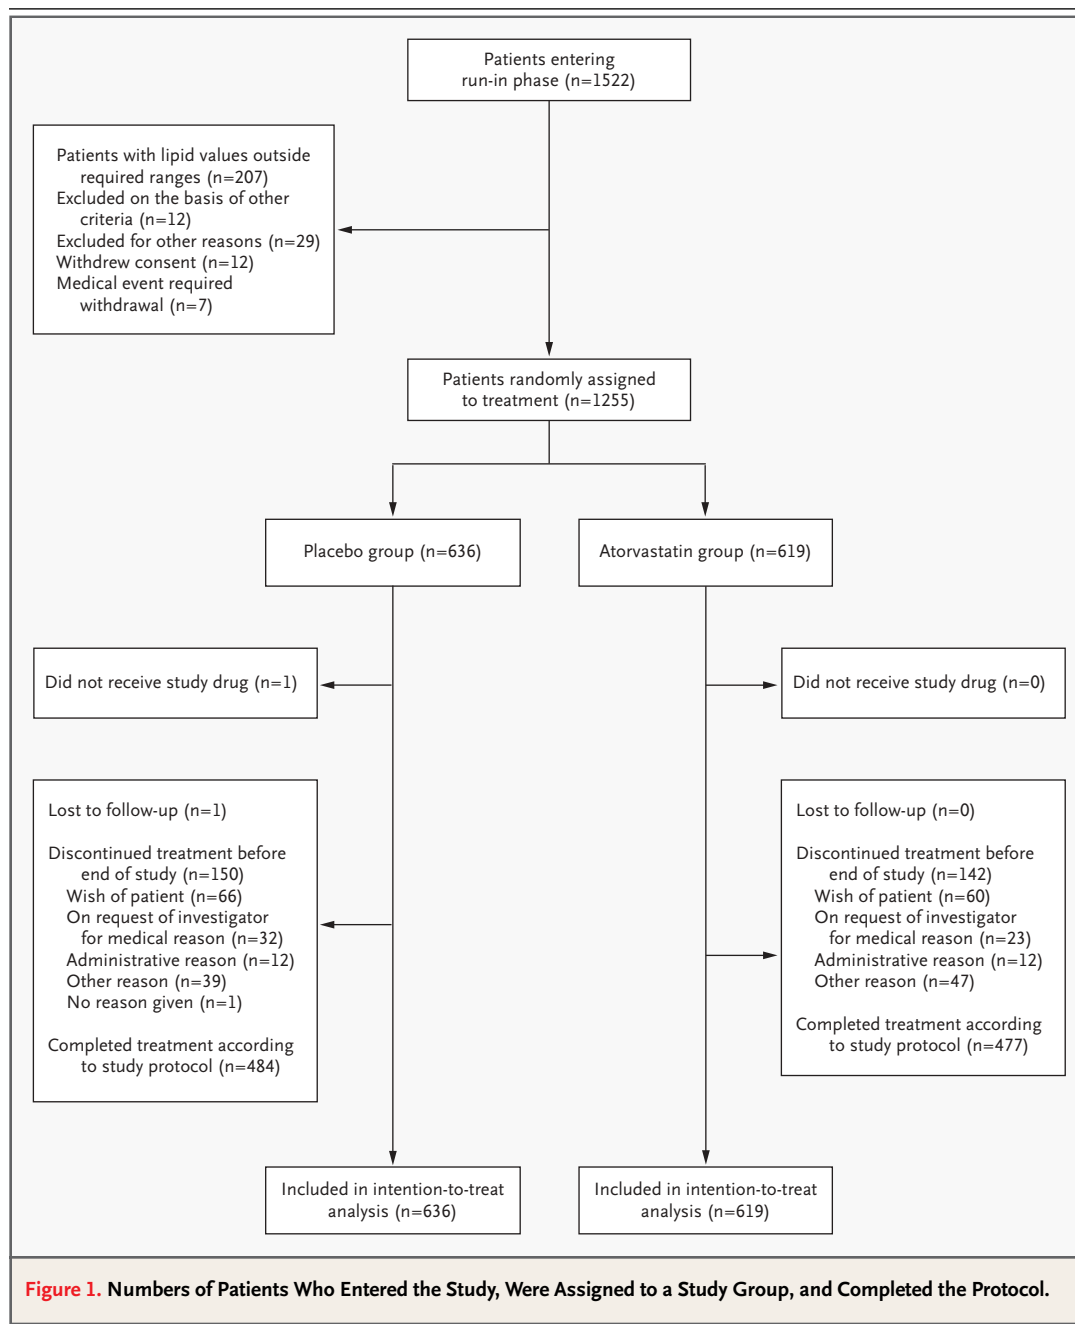 Patients entering
run-in phase (n=1522)
Patients with lipid values outside
required ranges (n=207)
Excluded on the basis of other
criteria (n=12)
Excluded for other reasons (n=29)
Withdrew consent (n=12)
Medical event required
withdrawal (n=7)
Patients randomly assigned
to treatment (n=1255)
Placebo group (n=636)
Atorvastatin group (n=619)
Did not receive study drug (n=1)
Did not receive study drug (n=0)
Lost to follow-up (n=1)
Discontinued treatment before
end of study (n=150)
Wish of patient (n=66)
On request of investigator
for medical reason (n=32)
Administrative reason (n=12)
Other reason (n=39)
No reason given (n=1)
Completed treatment according
to study protocol (n=484)
Lost to follow-up (n=0)
Discontinued treatment before
end of study (n=142)
Wish of patient (n=60)
On request of investigator
for medical reason (n=23)
Administrative reason (n=12)
Other reason (n=47)
Completed treatment according
to study protocol (n=477)
Included in intention-to-treat
analysis (n=636)
Included in intention-to-treat
analysis (n=619)
Figure 1. Numbers of Patients Who Entered the Study, Were Assigned to a Study Group, and Completed the Protocol.